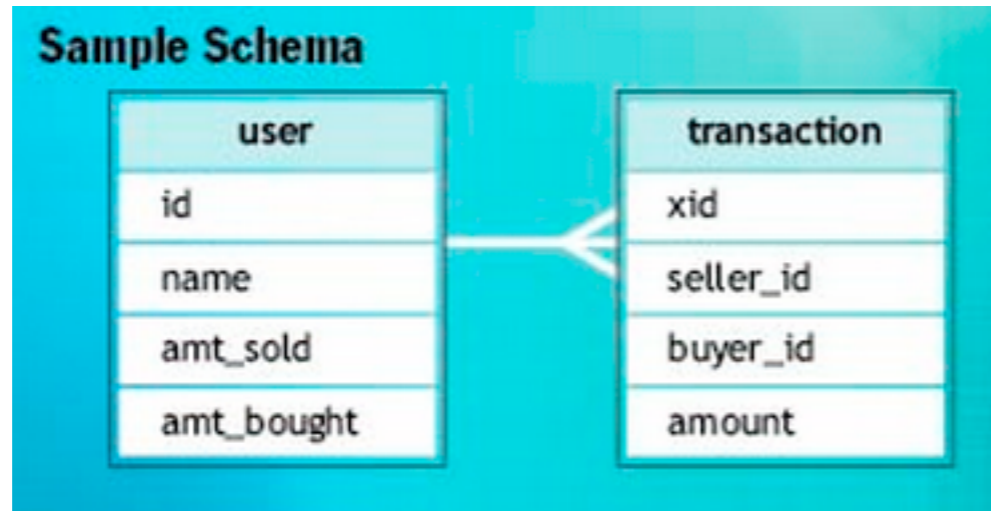 Sample Schema
user
id
name
amt_sold
amt_bought
transaction
xid
seller_id
buyer_id
amount